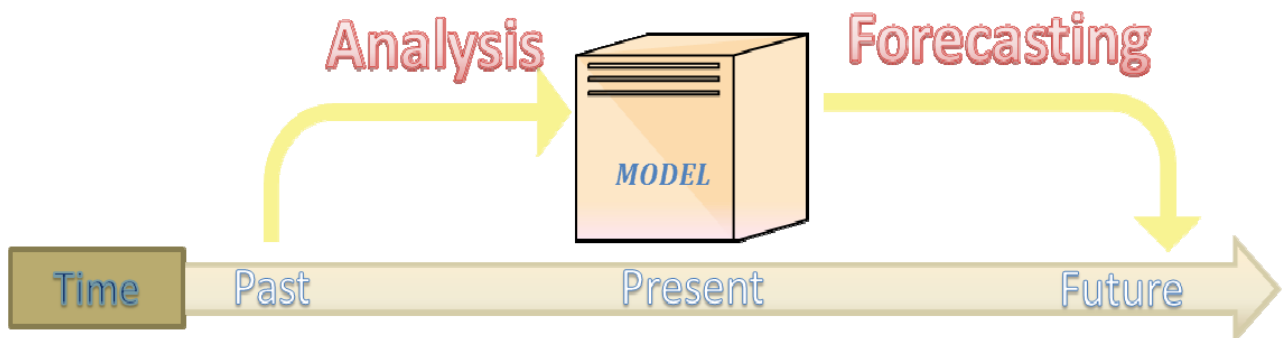 Analysis
Forecasting
MODEL
Time
Past
Present
Future